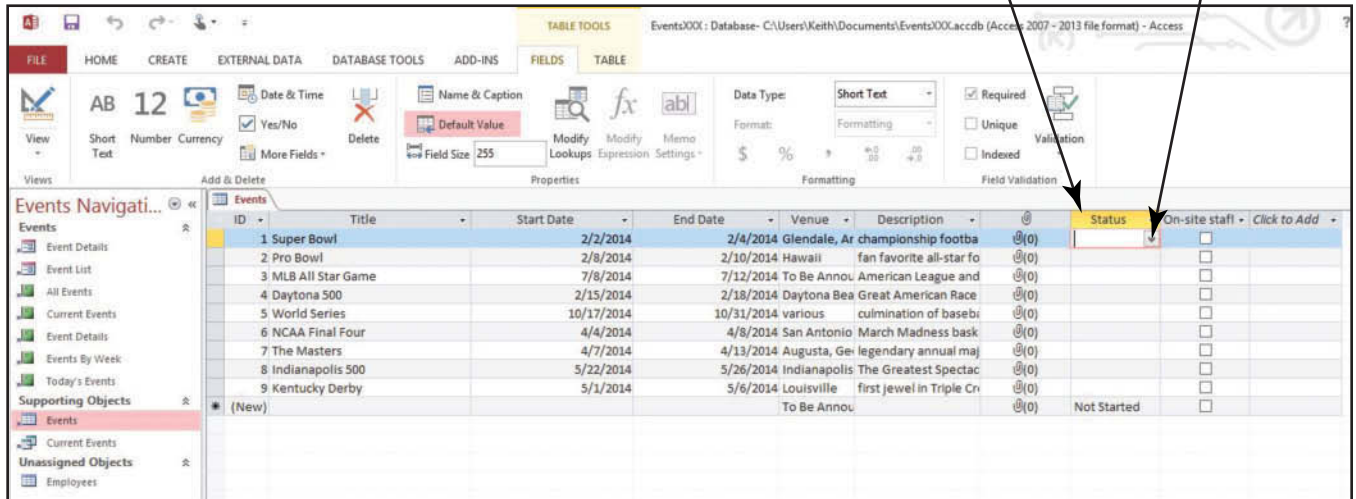 TABLE TOOLS
EventsXXX : Database- C:\Users\Keith\Documents\EventsXXX.accdb (Access 2007 - 2013 file format) - Access
?
FILE HOME CREATE EXTERNAL DATA DATABASE TOOLS ADD-INS FIELDS TABLE
View
Views
AB Short Text
12 Number
Currency
Date & Time
Yes/No
More Fields
Delete
Add & Delete
Name & Caption
Default Value
Field Size 255
Modify Lookups
fx Modify Expression
ab Memo Settings
Properties
Data Type: Short Text
Format: Formatting
$ % , .0 .00 .00 .0
Formatting
Required
Unique
Indexed
Validation
Field Validation
Events Navigati... «
Events
Event Details
Event List
All Events
Current Events
Event Details
Events By Week
Today's Events
Supporting Objects
Events
Current Events
Unassigned Objects
Employees
Events
ID Title Start Date End Date Venue Description Status On-site staff Click to Add
1 Super Bowl 2/2/2014 2/4/2014 Glendale, Ar championship footba (0)
2 Pro Bowl 2/8/2014 2/10/2014 Hawaii fan favorite all-star fo (0)
3 MLB All Star Game 7/8/2014 7/12/2014 To Be Annou American League and (0)
4 Daytona 500 2/15/2014 2/18/2014 Daytona Bea Great American Race (0)
5 World Series 10/17/2014 10/31/2014 various culmination of baseba (0)
6 NCAA Final Four 4/4/2014 4/8/2014 San Antonio March Madness bask (0)
7 The Masters 4/7/2014 4/13/2014 Augusta, Geo legendary annual maj (0)
8 Indianapolis 500 5/22/2014 5/26/2014 Indianapolis The Greatest Spectac (0)
9 Kentucky Derby 5/1/2014 5/6/2014 Louisville first jewel in Triple Cr (0)
* (New) To Be Annou (0) Not Started